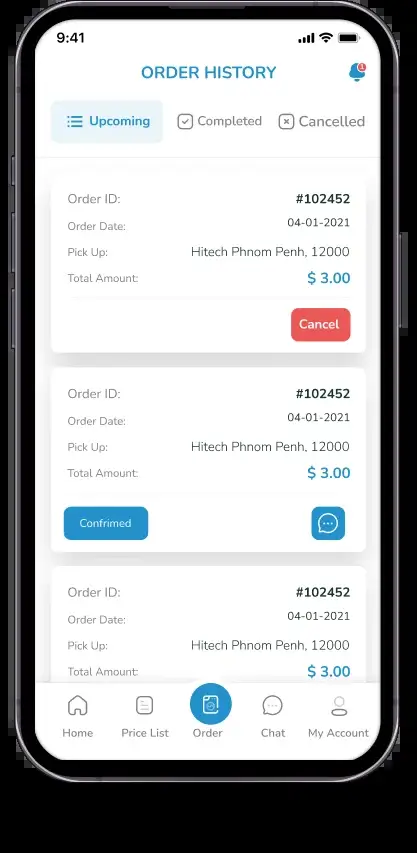 9:41
ORDER HISTORY
1
Upcoming Completed Cancelled
Order ID: #102452
Order Date: 04-01-2021
Pick Up: Hitech Phnom Penh, 12000
Total Amount: $ 3.00
Cancel
Order ID: #102452
Order Date: 04-01-2021
Pick Up: Hitech Phnom Penh, 12000
Total Amount: $ 3.00
Confrimed
Order ID: #102452
Order Date: 04-01-2021
Pick Up: Hitech Phnom Penh, 12000
Total Amount: $ 3.00
Home Price List Order Chat My Account